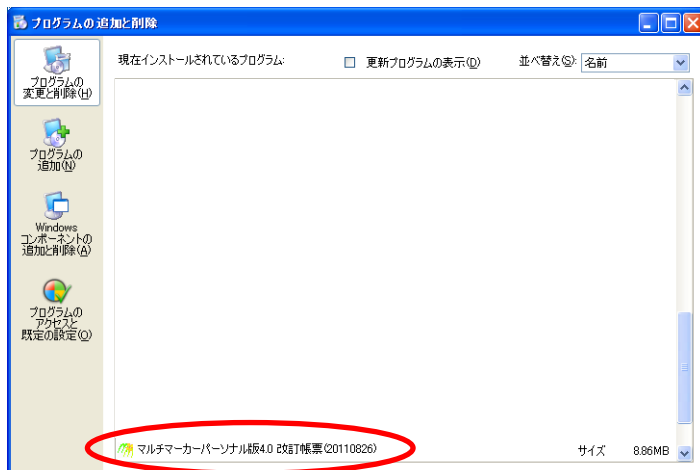 プログラムの追加と削除
現在インストールされているプログラム:
更新プログラムの表示(D)
並べ替え(S):
名前
プログラムの
変更と削除(H)
プログラムの
追加(N)
Windows
コンポーネントの
追加と削除(A)
プログラムの
アクセスと
既定の設定(O)
マルチマーカーパーソナル版4.0 改訂帳票(20110826)
サイズ
8.86MB